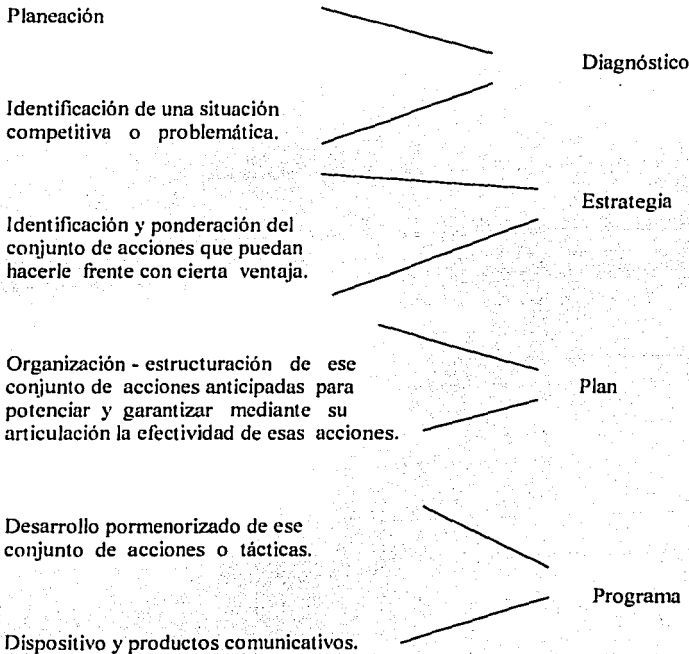 Planeación
Diagnóstico
Identificación de una situación
competitiva o problemática.
Estrategia
Identificación y ponderación del
conjunto de acciones que puedan
hacerle frente con cierta ventaja.
Organización - estructuración de ese
conjunto de acciones anticipadas para
potenciar y garantizar mediante su
articulación la efectividad de esas acciones.
Plan
Desarrollo pormenorizado de ese
conjunto de acciones o tácticas.
Programa
Dispositivo y productos comunicativos.